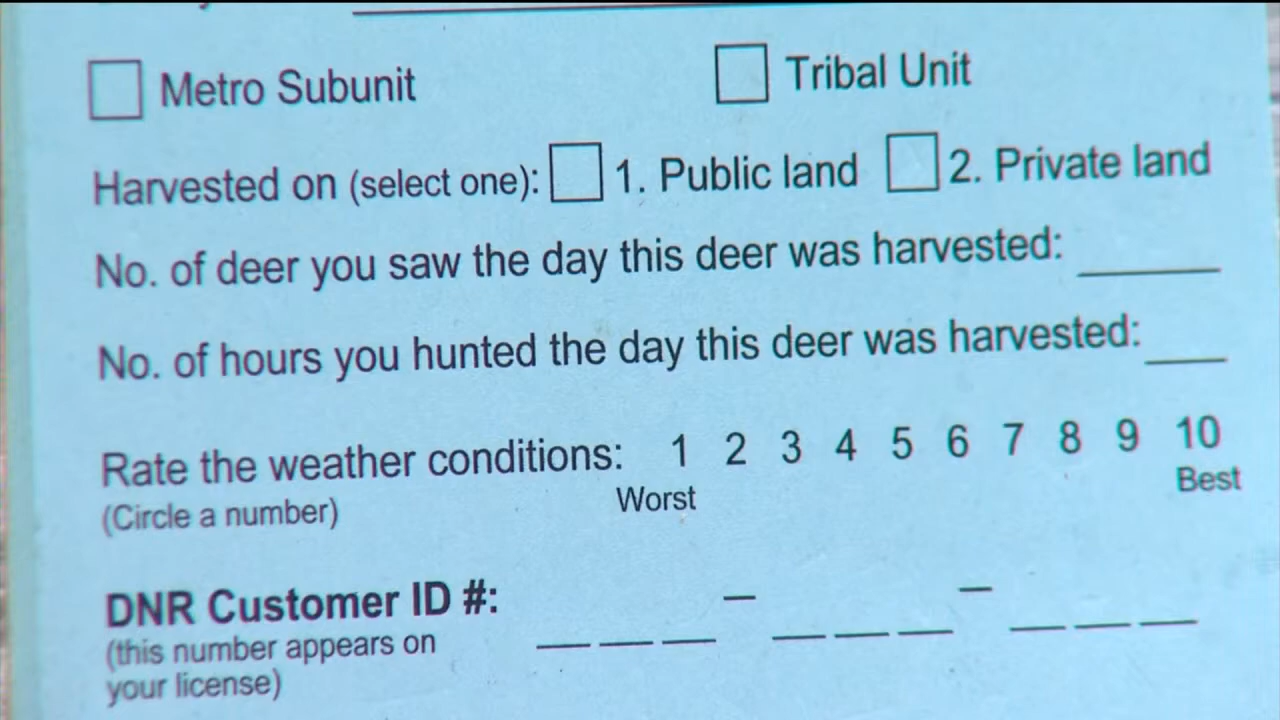 Metro Subunit Tribal Unit
Harvested on (select one): 1. Public land 2. Private land
No. of deer you saw the day this deer was harvested: ____
No. of hours you hunted the day this deer was harvested: ___
Rate the weather conditions: 1 2 3 4 5 6 7 8 9 10
(Circle a number) Worst Best
DNR Customer ID #: _ _ _ – _ _ _ – _ _ _
(this number appears on
your license)